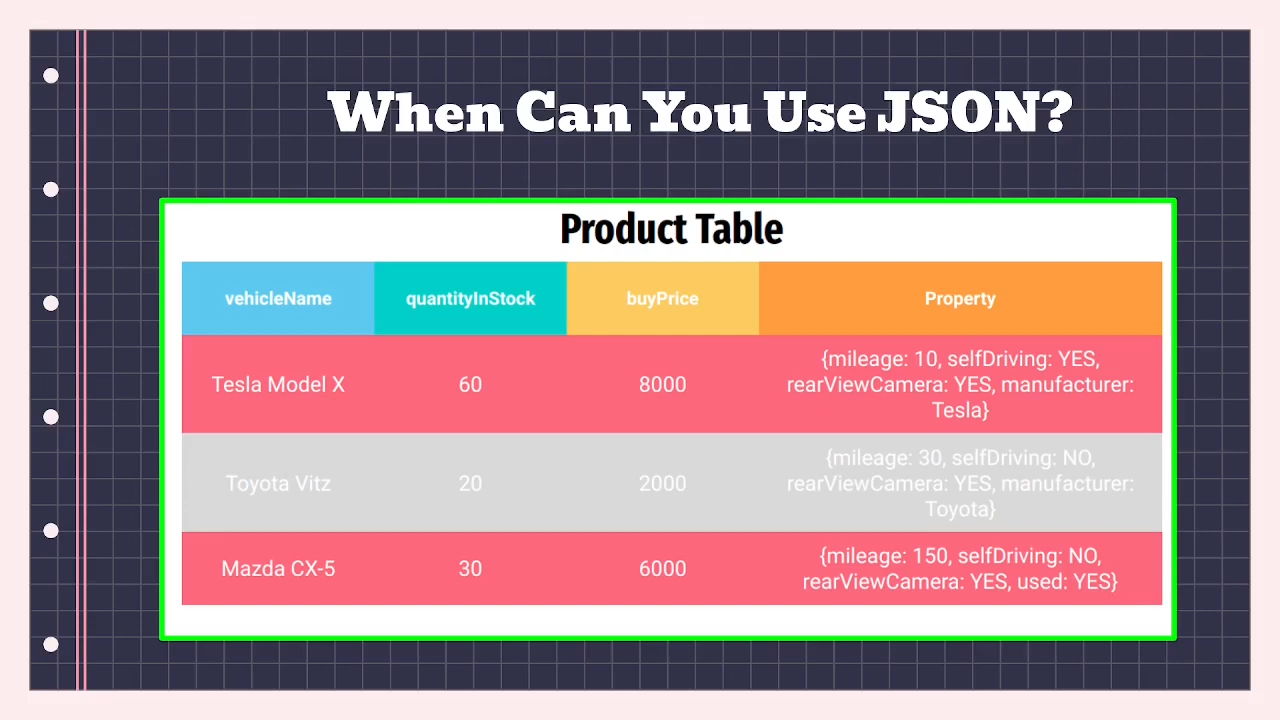 When Can You Use JSON?
Product Table
vehicleName quantityInStock buyPrice Property
{mileage: 10, selfDriving: YES,
Tesla Model X 60 8000 rearViewCamera: YES, manufacturer:
Tesla}
{mileage: 30, selfDriving: NO,
Toyota Vitz 20 2000 rearViewCamera: YES, manufacturer:
Toyota}
Mazda CX-5 30 6000 {mileage: 150, selfDriving: NO,
rearViewCamera: YES, used: YES}